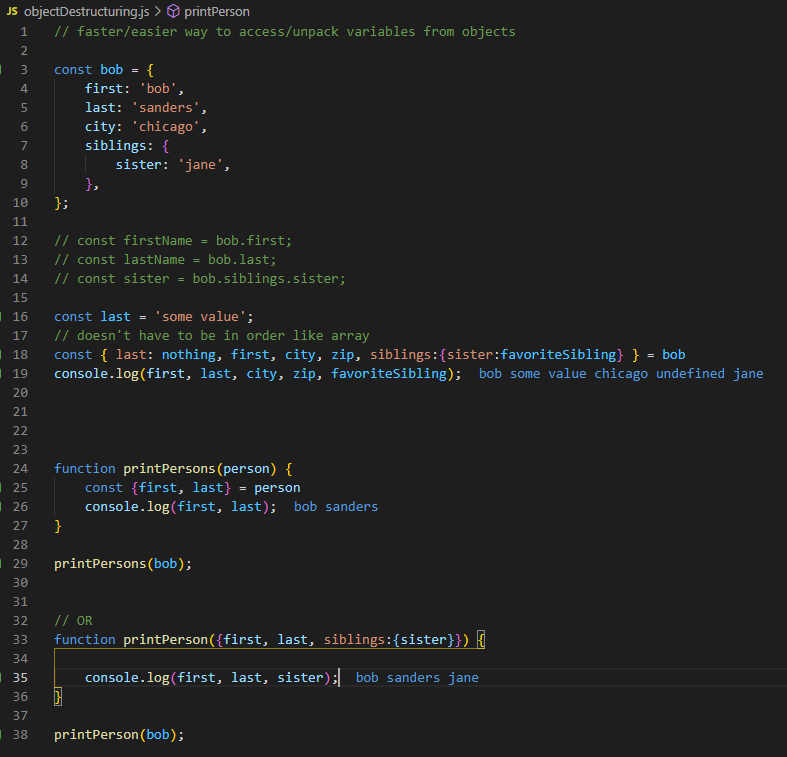 JS objectDestructuring.js > printPerson
1 // faster/easier way to access/unpack variables from objects
2
3 const bob = {
4 first: 'bob',
5 last: 'sanders',
6 city: 'chicago',
7 siblings: {
8 sister: 'jane',
9 },
10 };
11
12 // const firstName = bob.first;
13 // const lastName = bob.last;
14 // const sister = bob.siblings.sister;
15
16 const last = 'some value';
17 // doesn't have to be in order like array
18 const { last: nothing, first, city, zip, siblings:{sister:favoriteSibling} } = bob
19 console.log(first, last, city, zip, favoriteSibling); bob some value chicago undefined jane
20
21
22
23
24 function printPersons(person) {
25 const {first, last} = person
26 console.log(first, last); bob sanders
27 }
28
29 printPersons(bob);
30
31
32 // OR
33 function printPerson({first, last, siblings:{sister}}) {
34
35 console.log(first, last, sister); bob sanders jane
36 }
37
38 printPerson(bob);